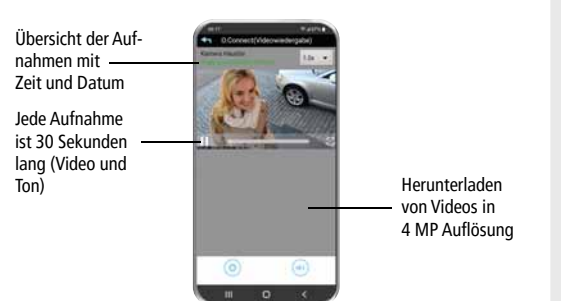 Übersicht der Auf-
nahmen mit
Zeit und Datum
Jede Aufnahme
ist 30 Sekunden
lang (Video und
Ton)
O.Connect(Videowiedergabe)
Kamera Haustür
1.0x
Herunterladen
von Videos in
4 MP Auflösung